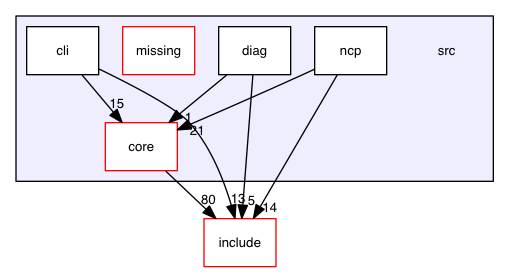 cli
missing
diag
ncp
src
15
1
21
core
80
13
5
14
include